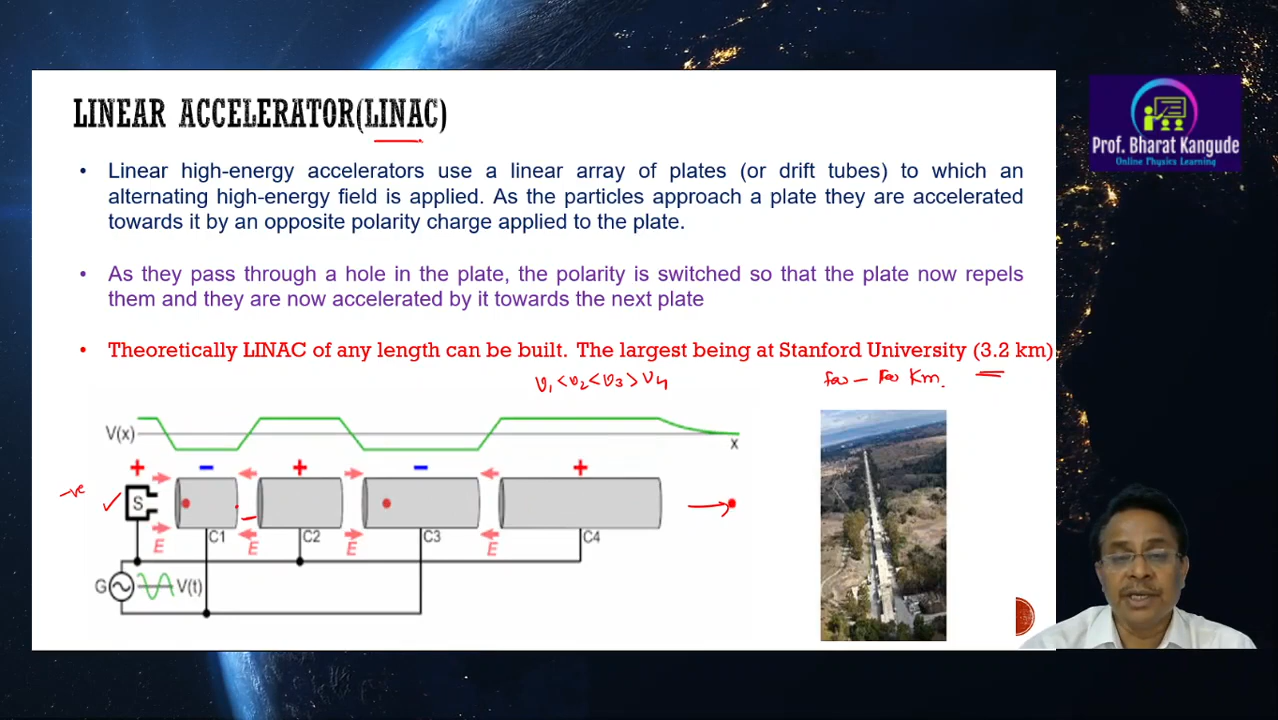 LINEAR ACCELERATOR(LINAC)
Prof. Bharat Kangude
Online Physics Learning
• Linear high-energy accelerators use a linear array of plates (or drift tubes) to which an
alternating high-energy field is applied. As the particles approach a plate they are accelerated
towards it by an opposite polarity charge applied to the plate.
• As they pass through a hole in the plate, the polarity is switched so that the plate now repels
them and they are now accelerated by it towards the next plate
• Theoretically LINAC of any length can be built. The largest being at Stanford University (3.2 km)
v₁ < v₂ < v₃ > v₄
Km.
V(x)
x
+ − + − +
-ve
S
C1 C2 C3 C4
E E E E
G V(t)